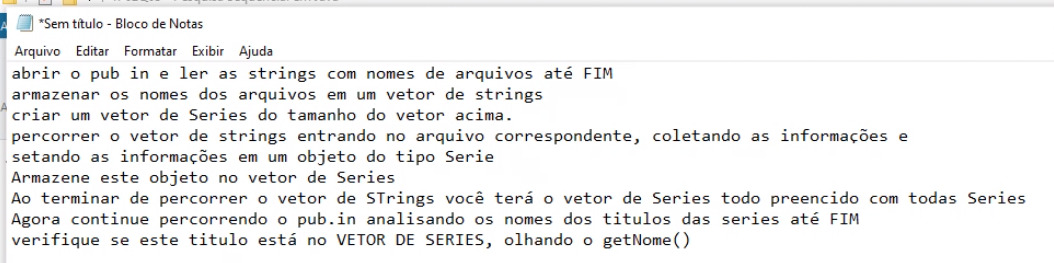 *Sem título - Bloco de Notas
Arquivo Editar Formatar Exibir Ajuda
abrir o pub in e ler as strings com nomes de arquivos até FIM
armazenar os nomes dos arquivos em um vetor de strings
criar um vetor de Series do tamanho do vetor acima.
percorrer o vetor de strings entrando no arquivo correspondente, coletando as informações e
setando as informações em um objeto do tipo Serie
Armazene este objeto no vetor de Series
Ao terminar de percorrer o vetor de STrings você terá o vetor de Series todo preencido com todas Series
Agora continue percorrendo o pub.in analisando os nomes dos titulos das series até FIM
verifique se este titulo está no VETOR DE SERIES, olhando o getNome()